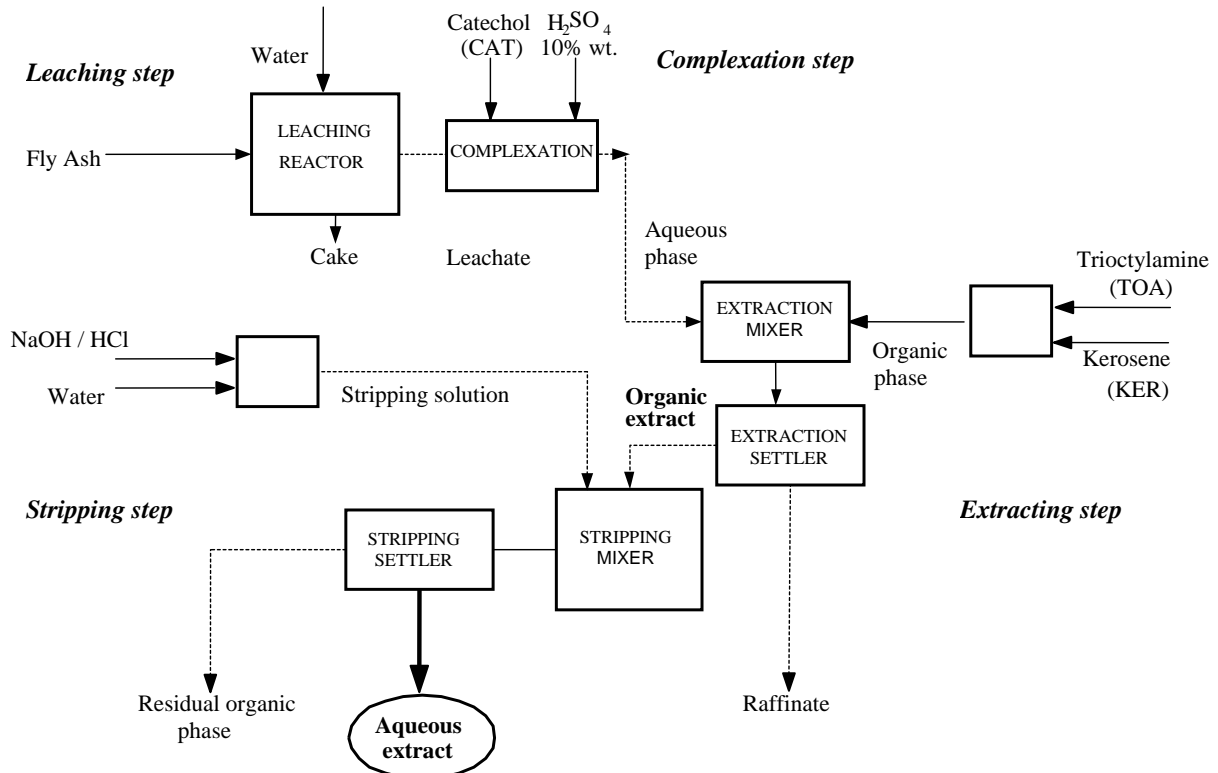 Water
Catechol
(CAT)
H₂SO₄
10% wt.
Leaching step
Complexation step
LEACHING
REACTOR
COMPLEXATION
Fly Ash
Cake
Leachate
Aqueous
phase
Trioctylamine
(TOA)
EXTRACTION
MIXER
Organic
phase
Kerosene
(KER)
NaOH / HCl
Water
Stripping solution
Organic
extract
EXTRACTION
SETTLER
Stripping step
Extracting step
STRIPPING
SETTLER
STRIPPING
MIXER
Residual organic
phase
Raffinate
Aqueous
extract